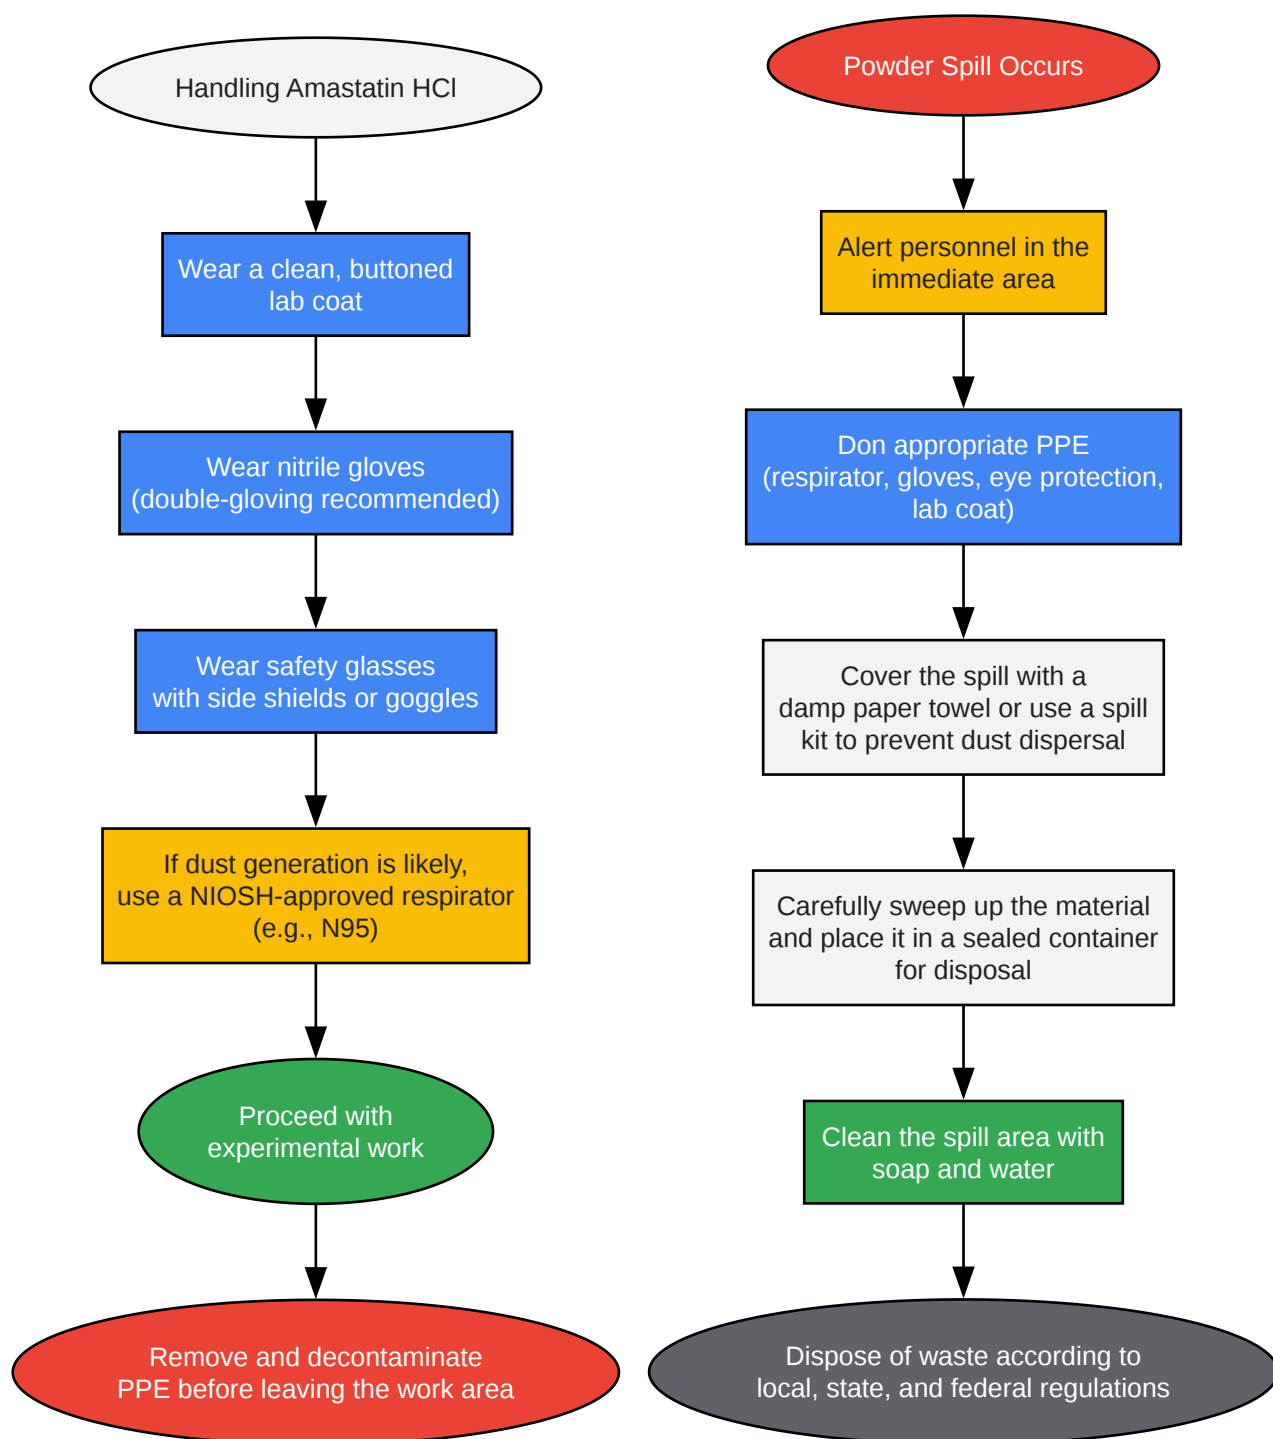 Handling Amastatin HCl
Wear a clean, buttoned
lab coat
Wear nitrile gloves
(double-gloving recommended)
Wear safety glasses
with side shields or goggles
If dust generation is likely,
use a NIOSH-approved respirator
(e.g., N95)
Proceed with
experimental work
Remove and decontaminate
PPE before leaving the work area
Powder Spill Occurs
Alert personnel in the
immediate area
Don appropriate PPE
(respirator, gloves, eye protection,
lab coat)
Cover the spill with a
damp paper towel or use a spill
kit to prevent dust dispersal
Carefully sweep up the material
and place it in a sealed container
for disposal
Clean the spill area with
soap and water
Dispose of waste according to
local, state, and federal regulations